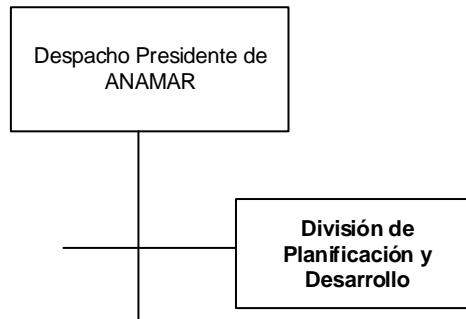 Despacho Presidente de
ANAMAR
División de
Planificación y
Desarrollo